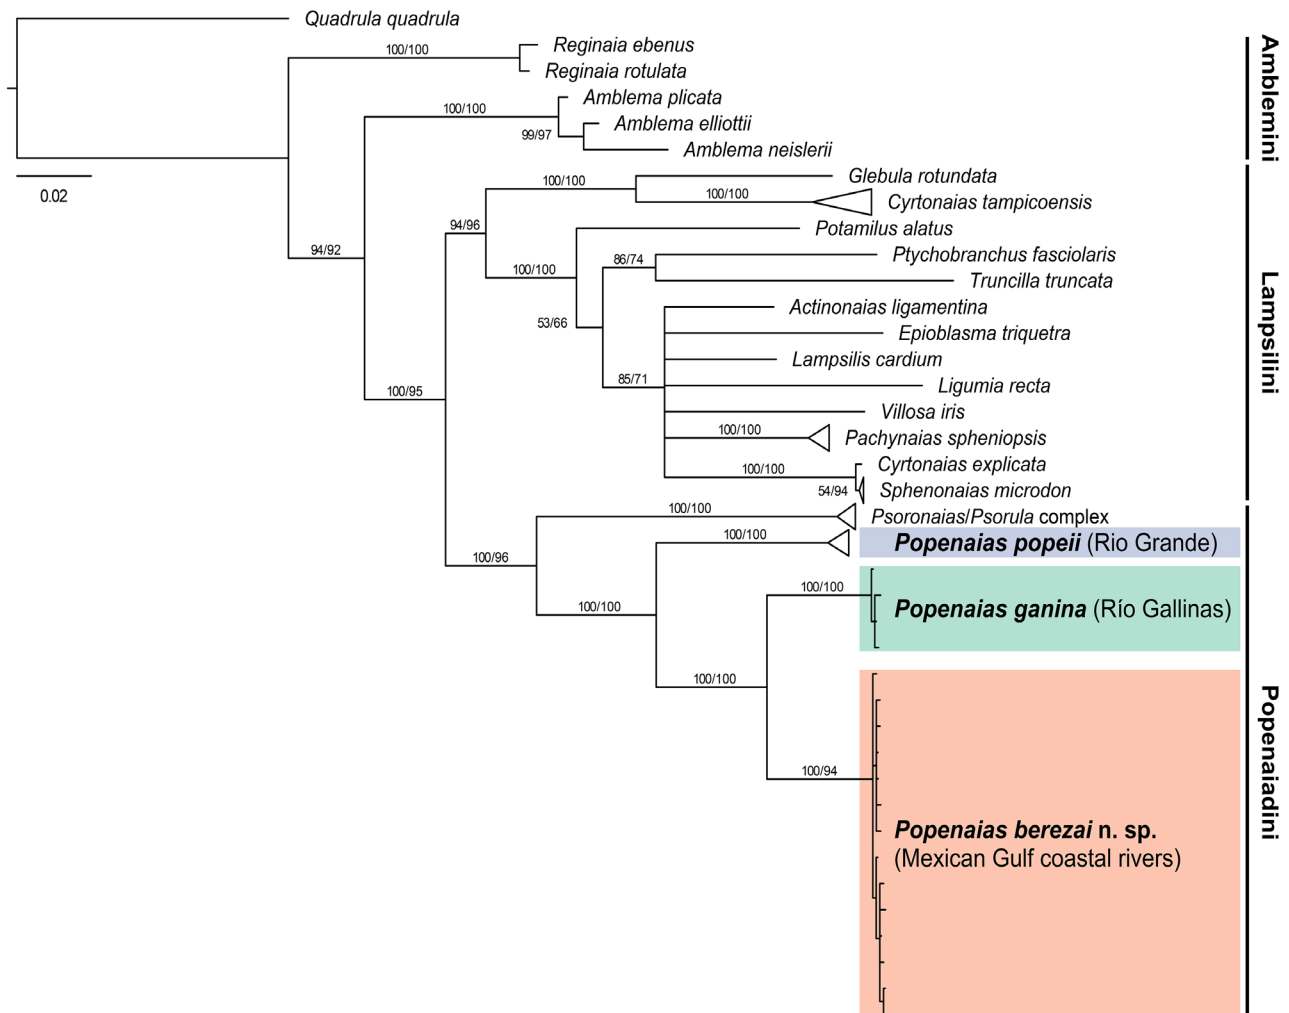 Quadrula quadrula
100/100
Reginaia ebenus
Reginaia rotulata
Amblema plicata
100/100
Amblema elliottii
99/97
Amblema neislerii
Amblemini
0.02
Glebula rotundata
100/100
100/100
Cyrtonaias tampicoensis
94/96
Potamilus alatus
94/92
86/74
Ptychobranchus fasciolaris
100/100
Truncilla truncata
Actinonaias ligamentina
53/66
Epioblasma triquetra
Lampsilis cardium
85/71
Ligumia recta
100/95
Villosa iris
100/100
Pachynaias spheniopsis
100/100
Cyrtonaias explicata
54/94
Sphenonaias microdon
Lampsilini
100/100
Psoronaias/Psorula complex
100/100
Popenaias popeii (Rio Grande)
100/96
100/100
100/100
Popenaias ganina (Río Gallinas)
100/100
100/94
Popenaias berezai n. sp.
(Mexican Gulf coastal rivers)
Popenaiadini